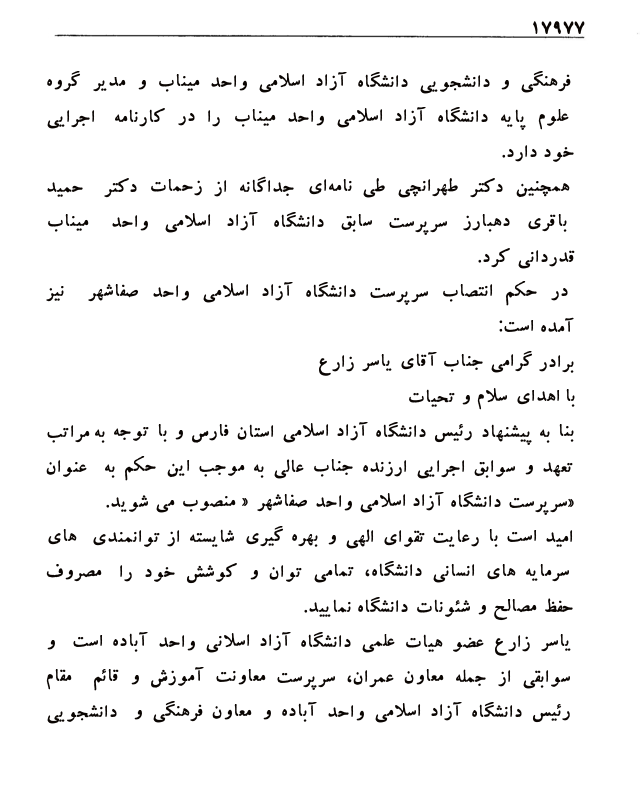 ۱۷۹۷۷
فرهنگی و دانشجویی دانشگاه آزاد اسلامی واحد میناب و مدیر گروه
علوم پایه دانشگاه آزاد اسلامی واحد میناب را در کارنامه اجرایی
خود دارد.
همچنین دکتر طهرانچی طی نامه‌ای جداگانه از زحمات دکتر حمید
باقری دهبارز سرپرست سابق دانشگاه آزاد اسلامی واحد میناب
قدردانی کرد.
در حکم انتصاب سرپرست دانشگاه آزاد اسلامی واحد صفاشهر نیز
آمده است:
برادر گرامی جناب آقای یاسر زارع
با اهدای سلام و تحیات
بنا به پیشنهاد رئیس دانشگاه آزاد اسلامی استان فارس و با توجه به مراتب
تعهد و سوابق اجرایی ارزنده جناب عالی به موجب این حکم به عنوان
«سرپرست دانشگاه آزاد اسلامی واحد صفاشهر « منصوب می شوید.
امید است با رعایت تقوای الهی و بهره گیری شایسته از توانمندی های
سرمایه های انسانی دانشگاه، تمامی توان و کوشش خود را مصروف
حفظ مصالح و شئونات دانشگاه نمایید.
یاسر زارع عضو هیات علمی دانشگاه آزاد اسلانی واحد آباده است و
سوابقی از جمله معاون عمران، سرپرست معاونت آموزش و قائم مقام
رئیس دانشگاه آزاد اسلامی واحد آباده و معاون فرهنگی و دانشجویی